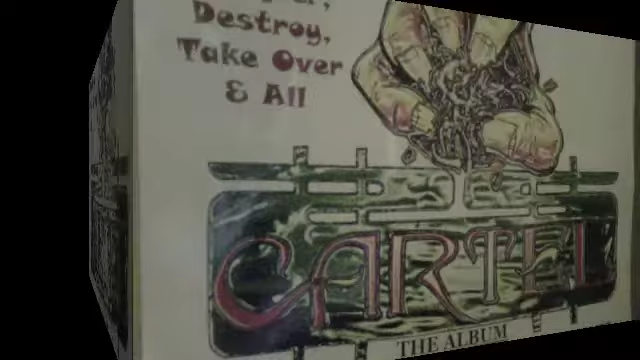 Destroy,
Take Over
& All
CARTEL
THE ALBUM